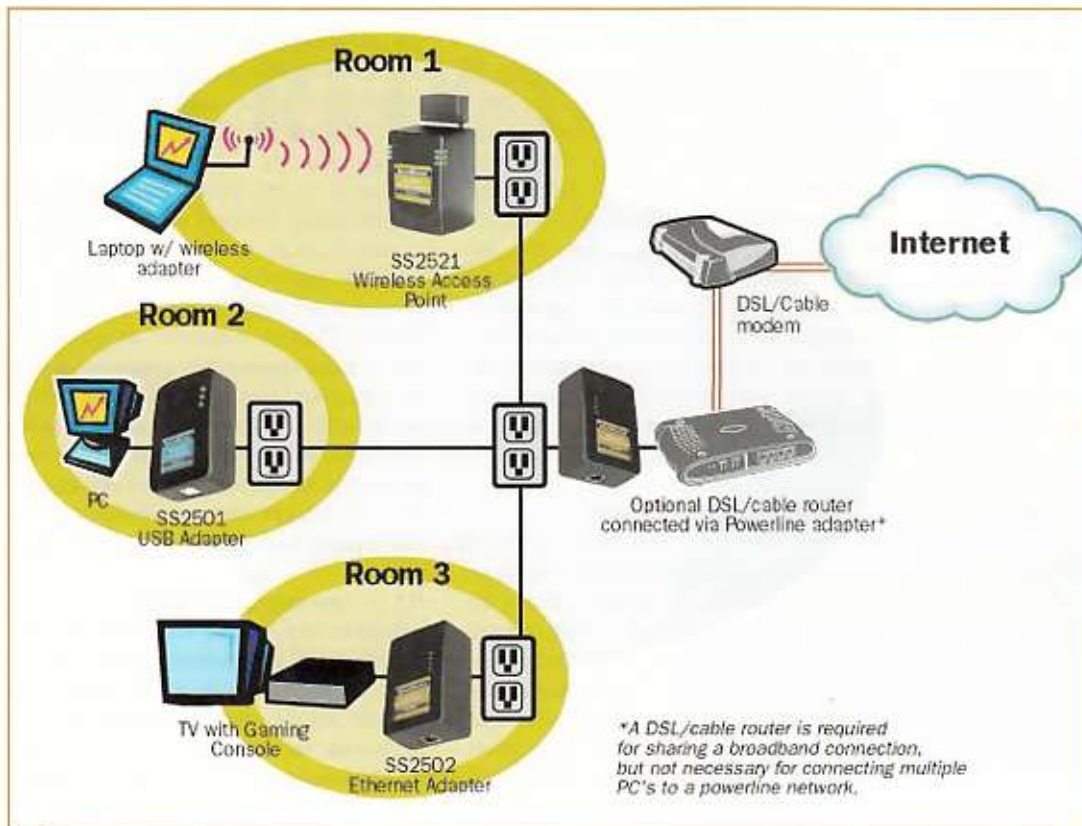 Room 1
Laptop w/ wireless
adapter
SS2521
Wireless Access
Point
Internet
DSL/Cable
modem
Room 2
PC
SS2501
USB Adapter
Optional DSL/cable router
connected via Powerline adapter*
Room 3
TV with Gaming
Console
SS2502
Ethernet Adapter
*A DSL/cable router is required
for sharing a broadband connection,
but not necessary for connecting multiple
PC's to a powerline network.